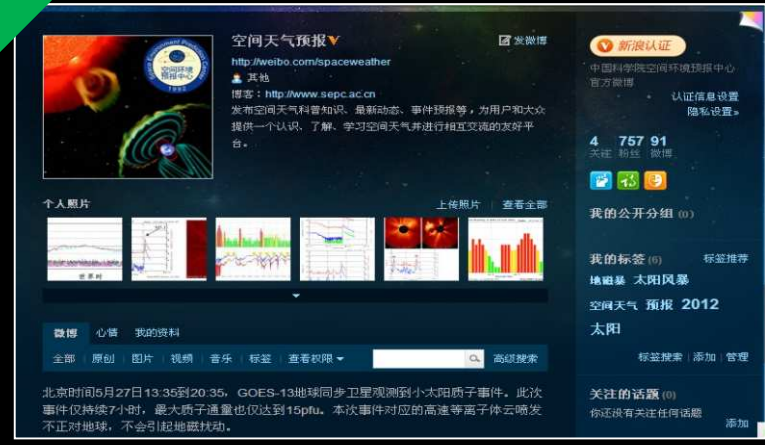 空间环境
预报中心
1992
空间天气预报
发微博
http://weibo.com/spaceweather
其他
博客：http://www.sepc.ac.cn
发布空间天气科普知识、最新动态、事件预报等，为用户和大众
提供一个认识、了解、学习空间天气并进行相互交流的友好平
台。
个人照片
上传照片 | 查看全部
世界时
微博 心情 我的资料
全部 | 原创 | 图片 | 视频 | 音乐 | 标签 | 查看权限
高级搜索
北京时间5月27日13:35到20:35，GOES-13地球同步卫星观测到小太阳质子事件。此次
事件仅持续7小时，最大质子通量也仅达到15pfu。本次事件对应的高速等离子体云喷发
不正对地球，不会引起地磁扰动。
V 新浪认证
中国科学院空间环境预报中心
官方微博
认证信息设置
隐私设置»
4 757 91
关注 粉丝 微博
我的公开分组 (0)
我的标签 (6) 标签推荐
地磁暴 太阳风暴
空间天气 预报 2012
太阳
标签搜索 | 添加 | 管理
关注的话题 (0)
你还没有关注任何话题
添加